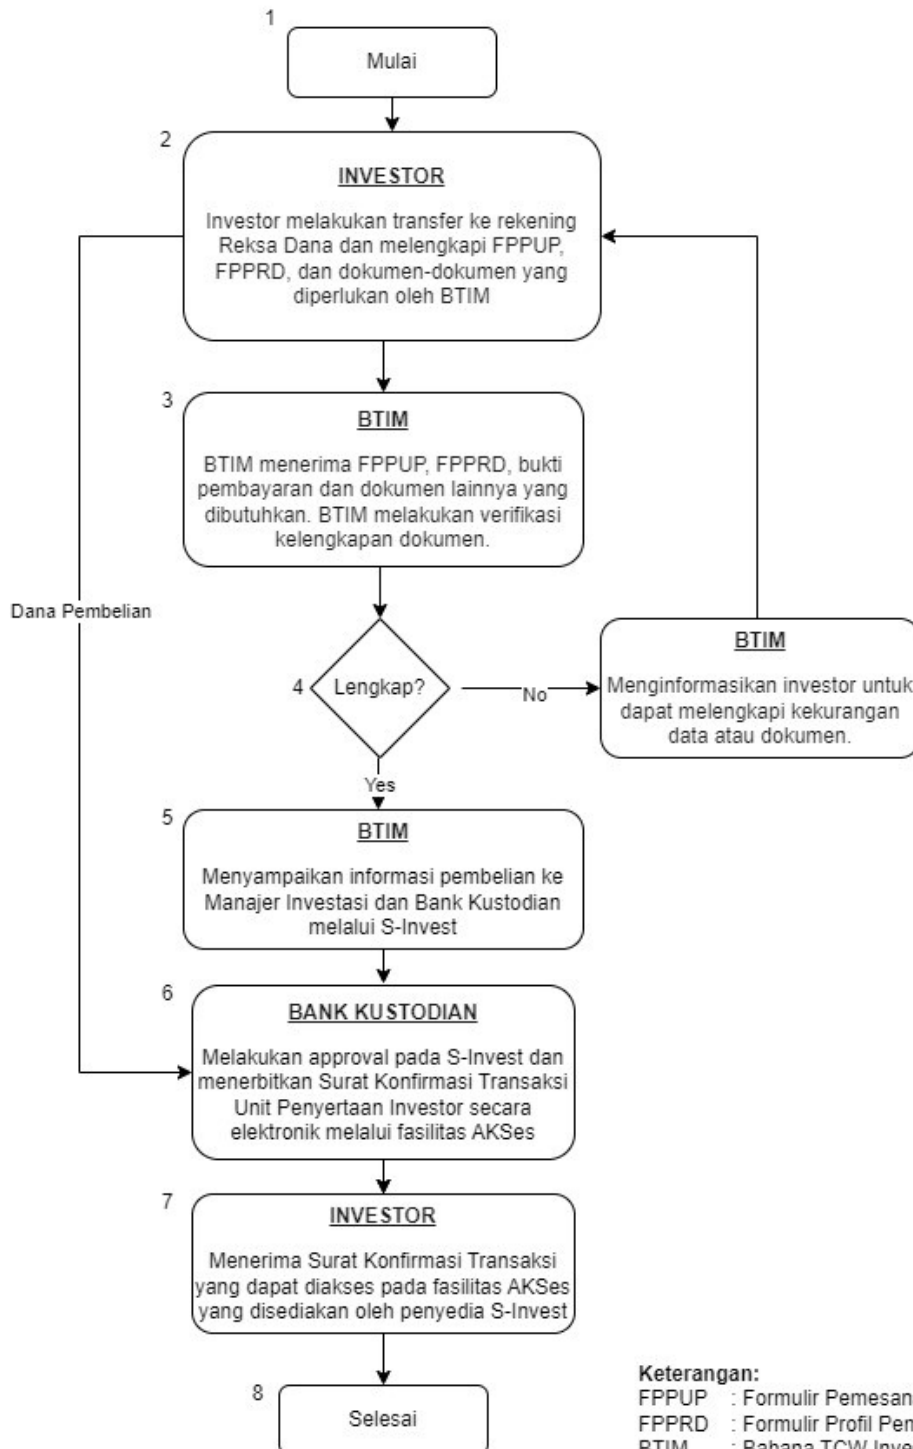 1
Mulai
2
INVESTOR
Investor melakukan transfer ke rekening
Reksa Dana dan melengkapi FPPUP,
FPPRD, dan dokumen-dokumen yang
diperlukan oleh BTIM
3
BTIM
BTIM menerima FPPUP, FPPRD, bukti
pembayaran dan dokumen lainnya yang
dibutuhkan. BTIM melakukan verifikasi
kelengkapan dokumen.
Dana Pembelian
4
Lengkap?
No
BTIM
Menginformasikan investor untuk
dapat melengkapi kekurangan
data atau dokumen.
Yes
5
BTIM
Menyampaikan informasi pembelian ke
Manajer Investasi dan Bank Kustodian
melalui S-Invest
6
BANK KUSTODIAN
Melakukan approval pada S-Invest dan
menerbitkan Surat Konfirmasi Transaksi
Unit Penyertaan Investor secara
elektronik melalui fasilitas AKSes
7
INVESTOR
Menerima Surat Konfirmasi Transaksi
yang dapat diakses pada fasilitas AKSes
yang disediakan oleh penyedia S-Invest
8
Selesai
Keterangan:
FPPUP : Formulir Pemesan
FPPRD : Formulir Profil Pem
BTIM : Bahana TCW Inve